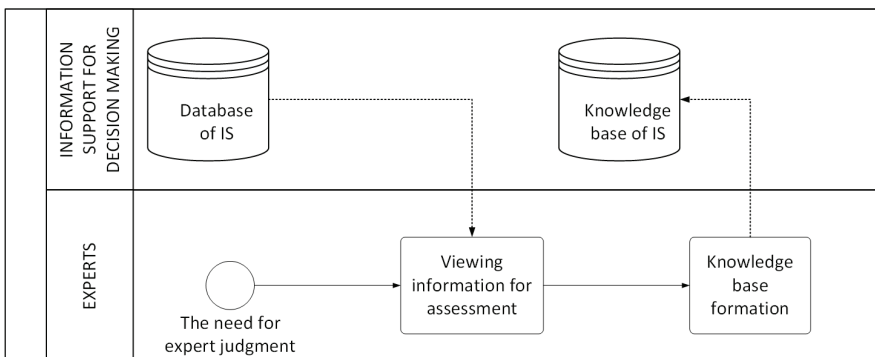 INFORMATION
SUPPORT FOR
DECISION MAKING
Database
of IS
Knowledge
base of IS
EXPERTS
The need for
expert judgment
Viewing
information for
assessment
Knowledge
base
formation